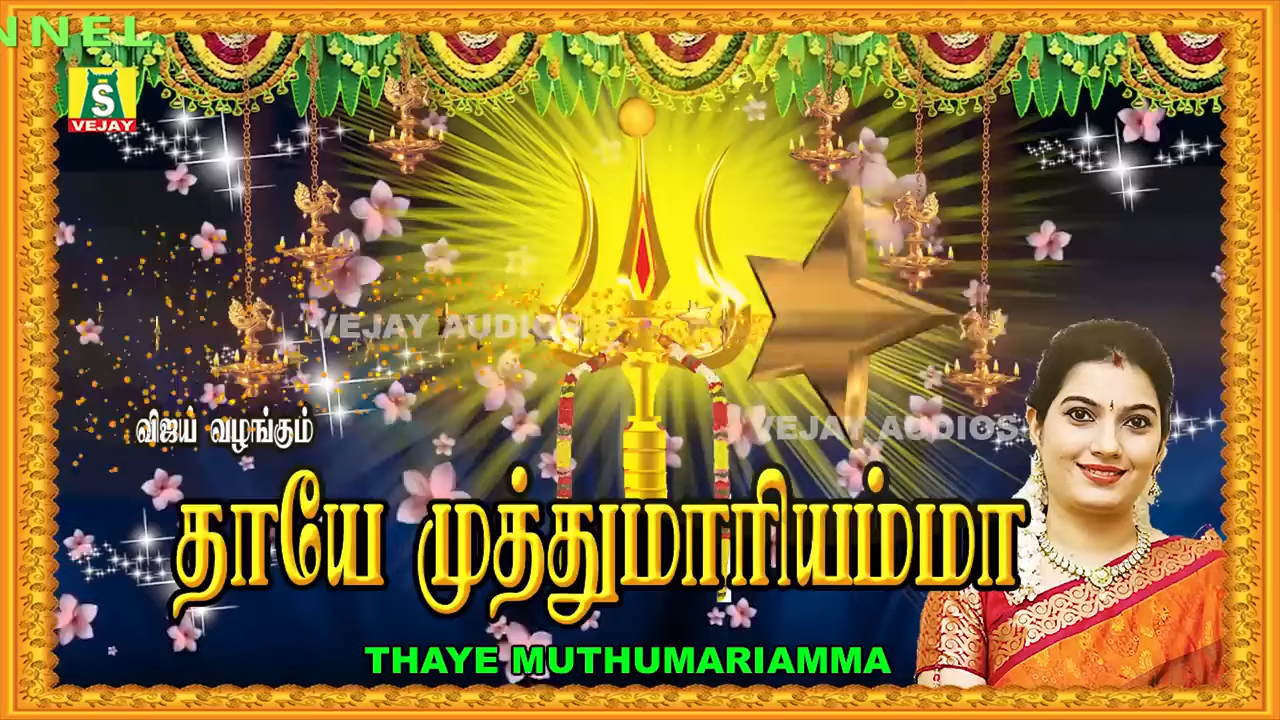 NNEL
S
VEJAY
VEJAY AUDIOS
விஜய் வழங்கும்
VEJAY AUDIOS
தாயே முத்துமாரியம்மா
THAYE MUTHUMARIAMMA